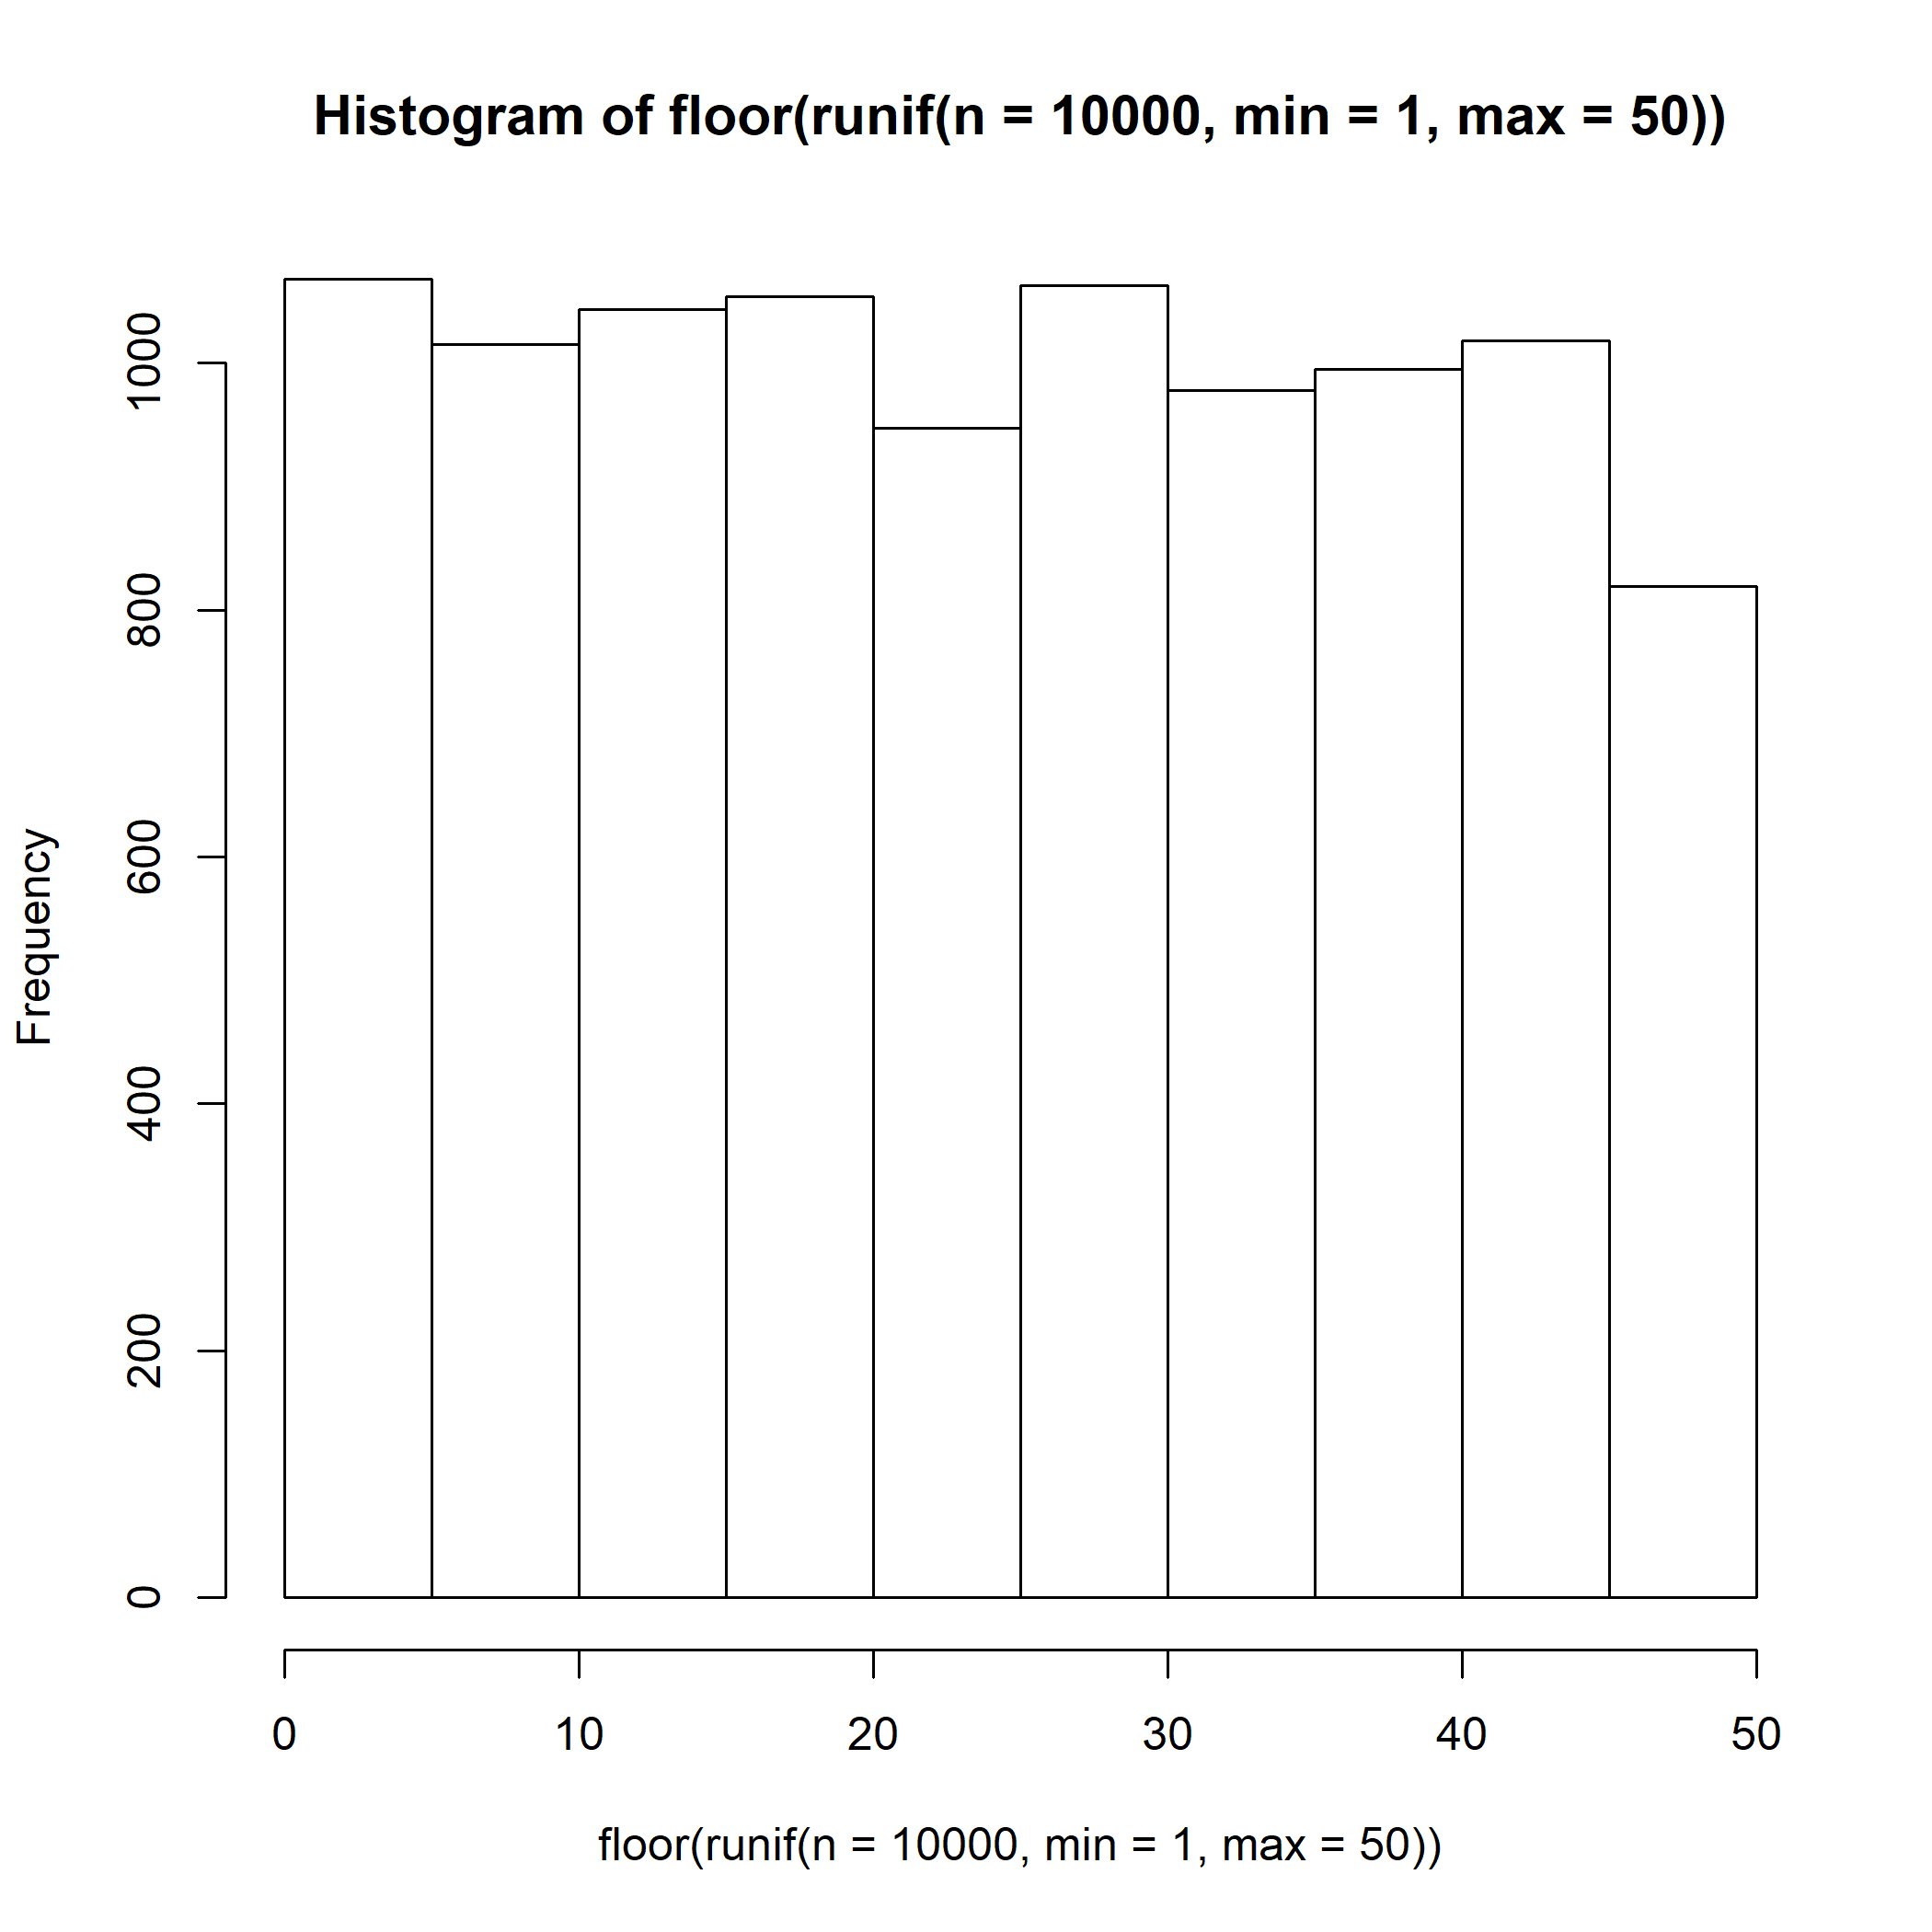 Histogram of floor(runif(n = 10000, min = 1, max = 50))
Frequency
1000
800
600
400
200
0
0 10 20 30 40 50
floor(runif(n = 10000, min = 1, max = 50))